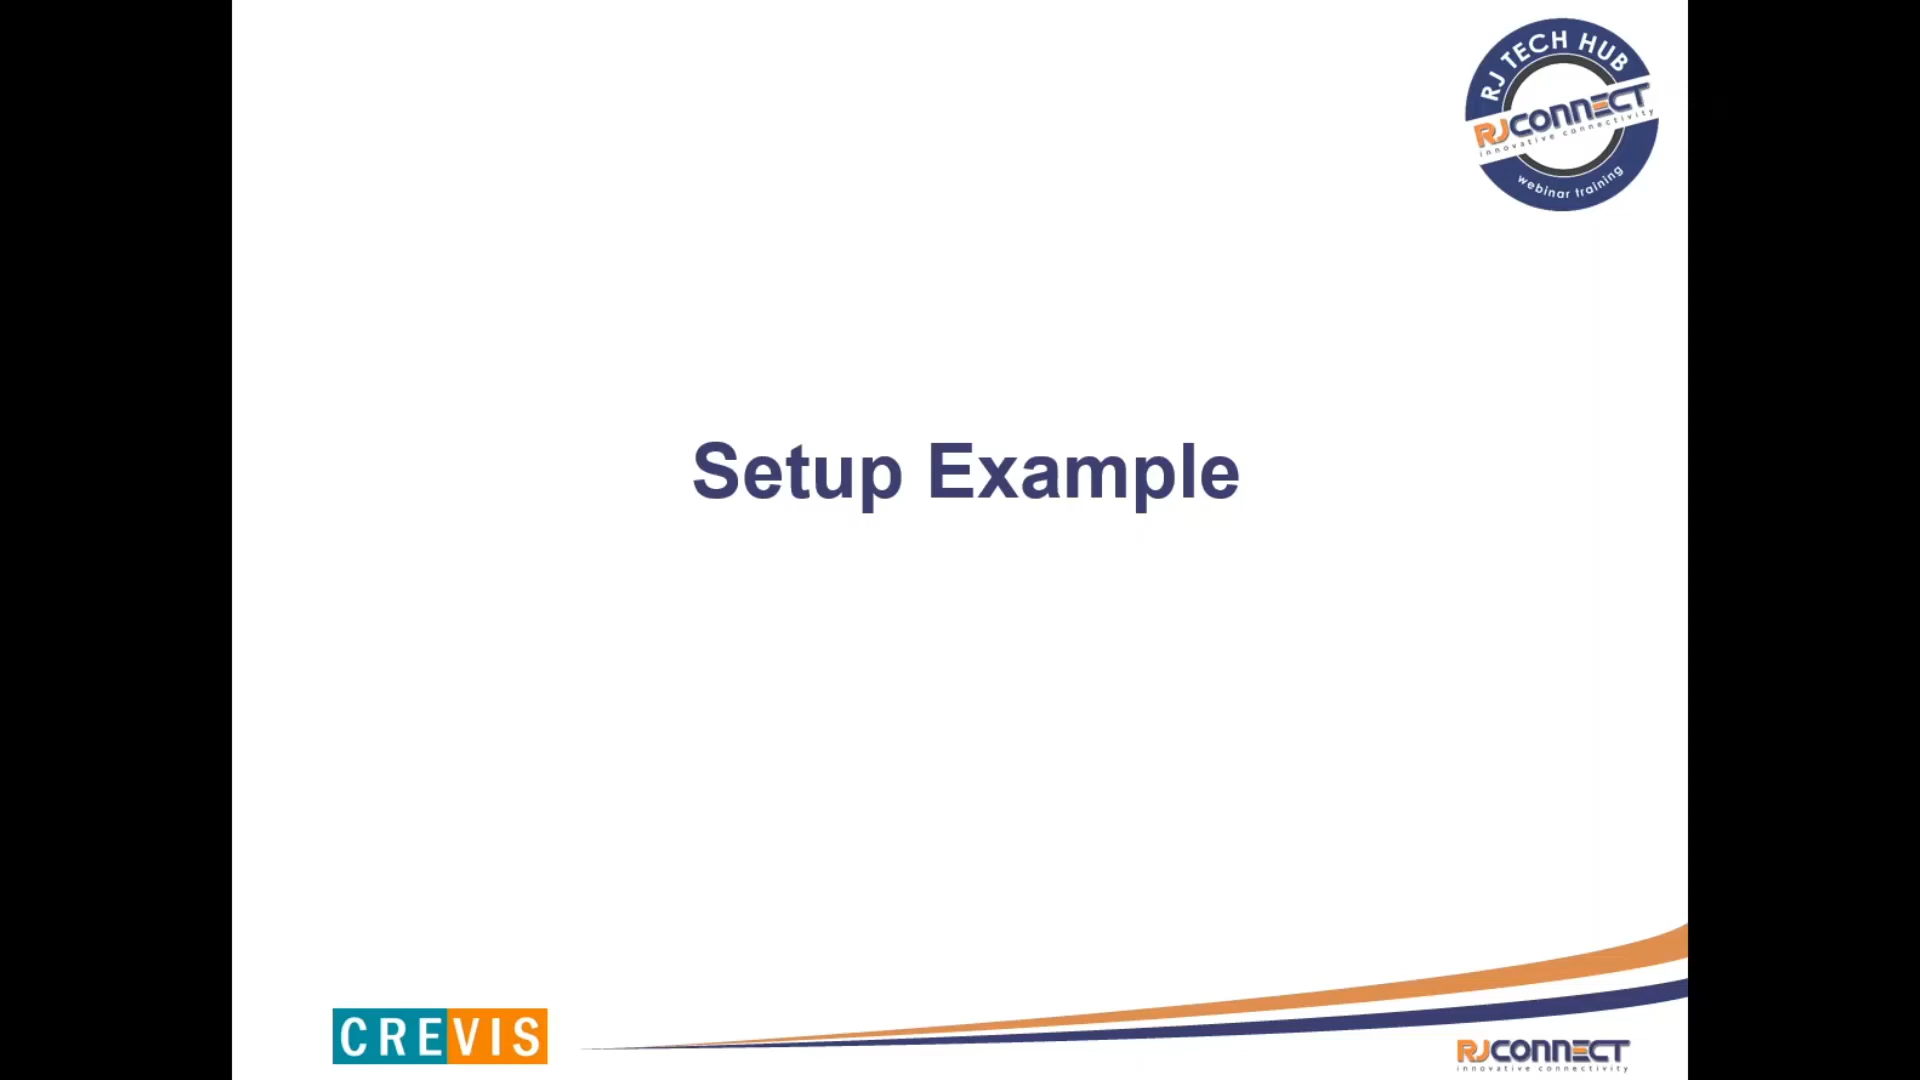 RJ TECH HUB
RJCONNECT
innovative connectivity
webinar training
Setup Example
CREVIS
RJCONNECT
innovative connectivity